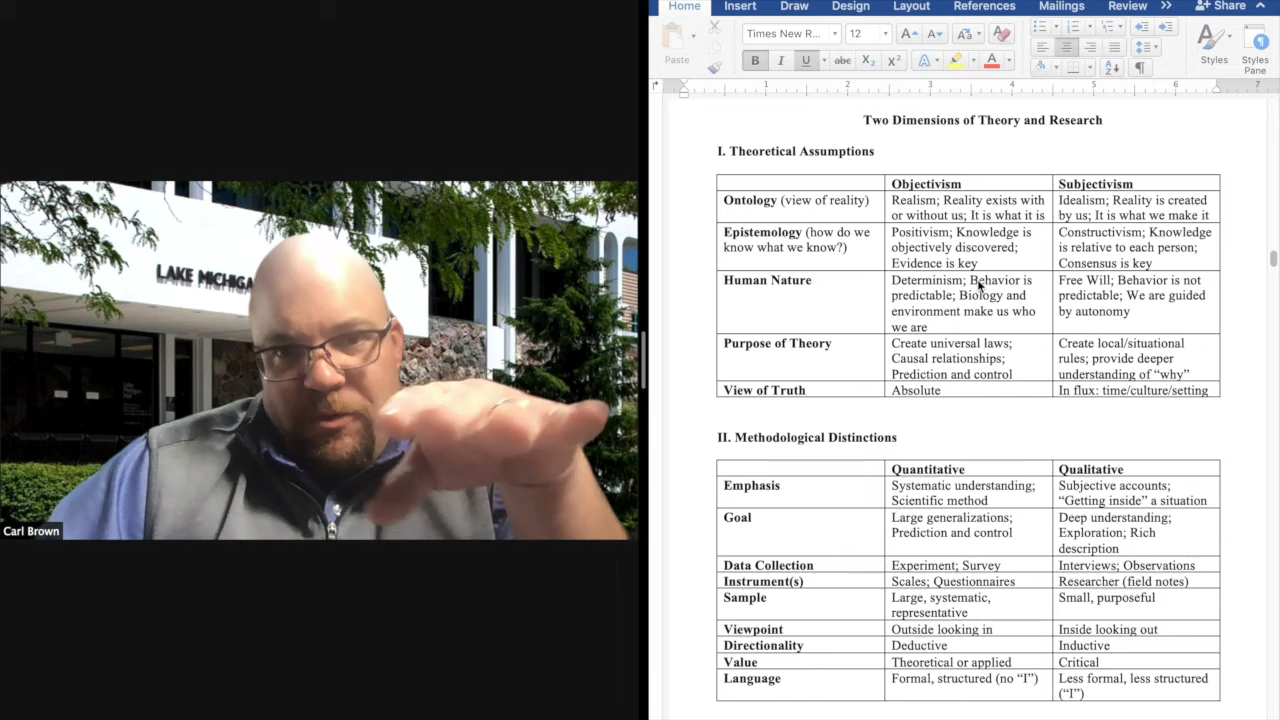 Home Insert Draw Design Layout References Mailings Review Share
Times New R... 12
Paste
B I U abc X2 X2
Styles Styles
Pane
1 2 3 4 5 6 7
Two Dimensions of Theory and Research
I. Theoretical Assumptions
Objectivism Subjectivism
Ontology (view of reality) Realism; Reality exists with Idealism; Reality is created
or without us; It is what it is by us; It is what we make it
Epistemology (how do we Positivism; Knowledge is Constructivism; Knowledge
know what we know?) objectively discovered; is relative to each person;
Evidence is key Consensus is key
Human Nature Determinism; Behavior is Free Will; Behavior is not
predictable; Biology and predictable; We are guided
environment make us who by autonomy
we are
Purpose of Theory Create universal laws; Create local/situational
Causal relationships; rules; provide deeper
Prediction and control understanding of “why”
View of Truth Absolute In flux: time/culture/setting
II. Methodological Distinctions
Quantitative Qualitative
Emphasis Systematic understanding; Subjective accounts;
Scientific method “Getting inside” a situation
Goal Large generalizations; Deep understanding;
Prediction and control Exploration; Rich
description
Data Collection Experiment; Survey Interviews; Observations
Instrument(s) Scales; Questionnaires Researcher (field notes)
Sample Large, systematic, Small, purposeful
representative
Viewpoint Outside looking in Inside looking out
Directionality Deductive Inductive
Value Theoretical or applied Critical
Language Formal, structured (no “I”) Less formal, less structured
(“I”)
LAKE MICHIGA
Carl Brown